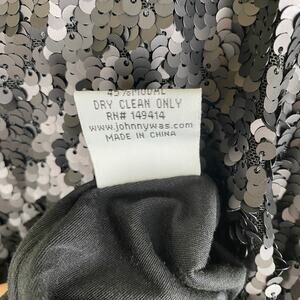 45%MODAL
DRY CLEAN ONLY
RN# 149414
www.johnnywas.com
MADE IN CHINA